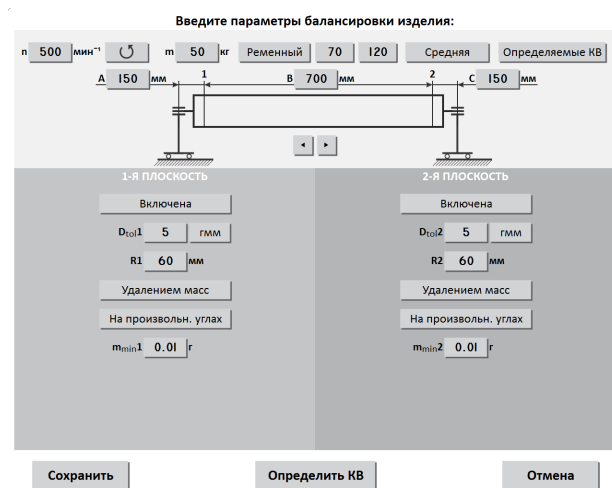 Введите параметры балансировки изделия:
n 500 мин⁻¹ m 50 кг Ременный 70 120 Средняя Определяемые КВ
A 150 мм 1 B 700 мм 2 C 150 мм
1-Я ПЛОСКОСТЬ 2-Я ПЛОСКОСТЬ
Включена Включена
Dtol1 5 гмм Dtol2 5 гмм
R1 60 мм R2 60 мм
Удалением масс Удалением масс
На произвольн. углах На произвольн. углах
mmin1 0.01 г mmin2 0.01 г
Сохранить Определить КВ Отмена